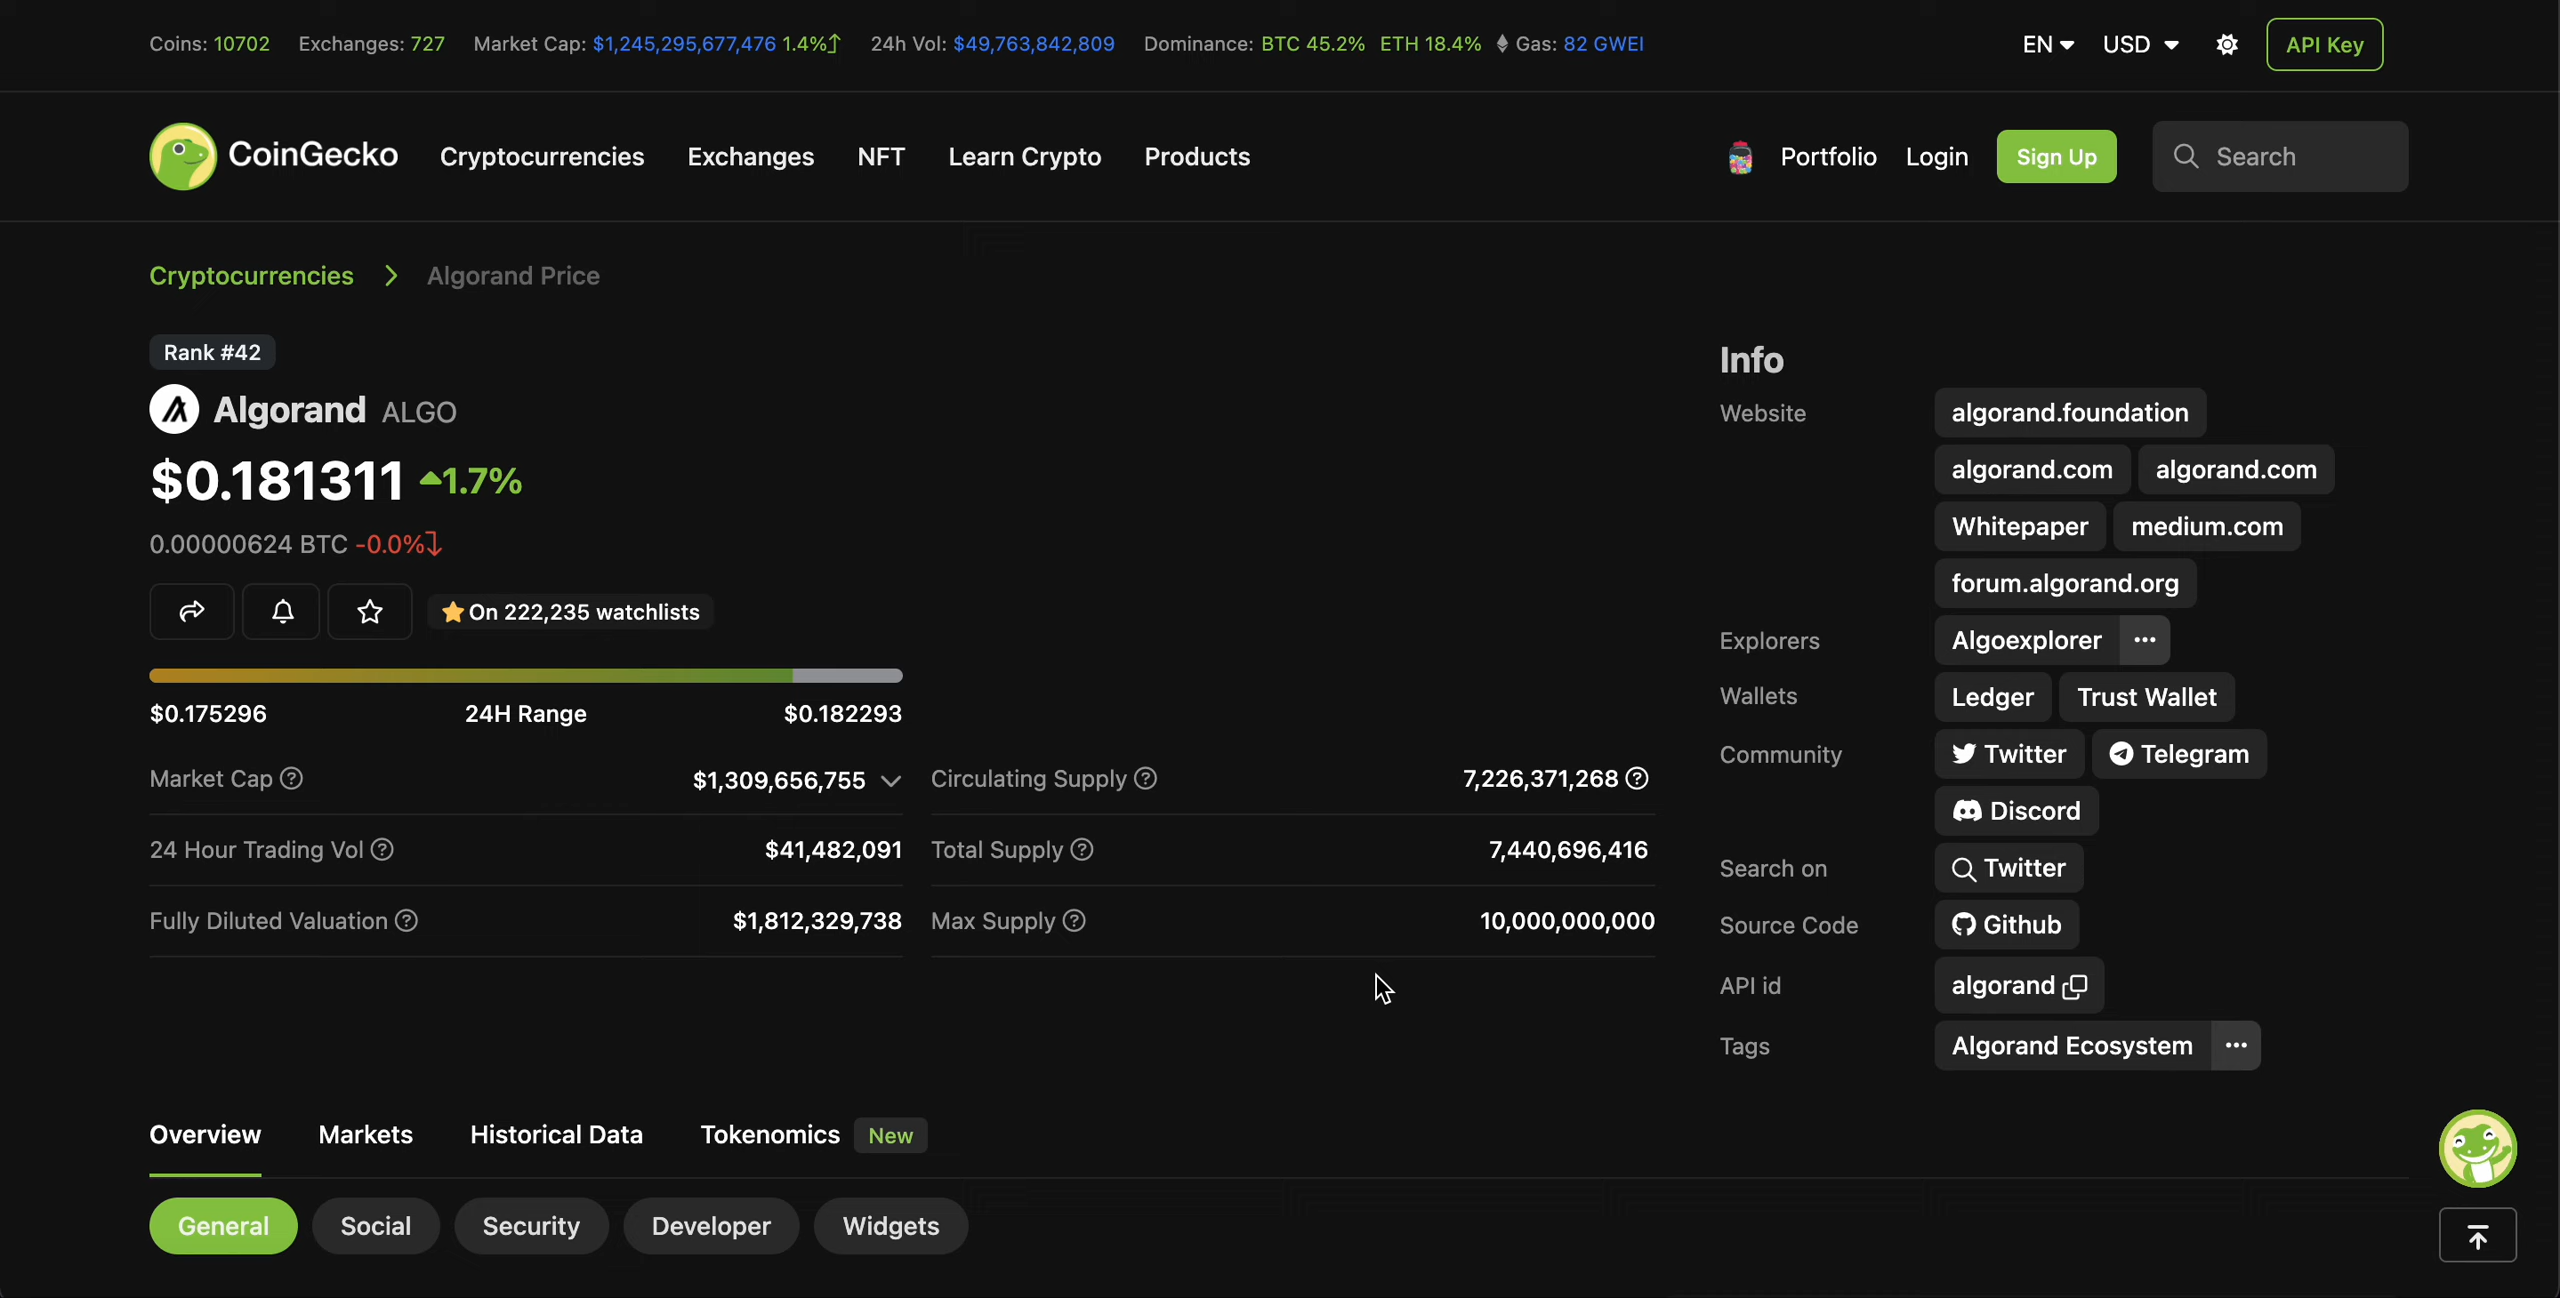 Coins: 10702 Exchanges: 727 Market Cap: $1,245,295,677,476 1.4% 24h Vol: $49,763,842,809 Dominance: BTC 45.2% ETH 18.4% Gas: 82 GWEI EN USD API Key
CoinGecko Cryptocurrencies Exchanges NFT Learn Crypto Products Portfolio Login Sign Up Search
Cryptocurrencies > Algorand Price
Rank #42
Algorand ALGO
$0.181311 1.7%
0.00000624 BTC -0.0%
On 222,235 watchlists
$0.175296 24H Range $0.182293
Market Cap $1,309,656,755
24 Hour Trading Vol $41,482,091
Fully Diluted Valuation $1,812,329,738
Circulating Supply 7,226,371,268
Total Supply 7,440,696,416
Max Supply 10,000,000,000
Info
Website algorand.foundation
algorand.com algorand.com
Whitepaper medium.com
forum.algorand.org
Explorers Algoexplorer ...
Wallets Ledger Trust Wallet
Community Twitter Telegram
Discord
Search on Twitter
Source Code Github
API id algorand
Tags Algorand Ecosystem ...
Overview Markets Historical Data Tokenomics New
General Social Security Developer Widgets